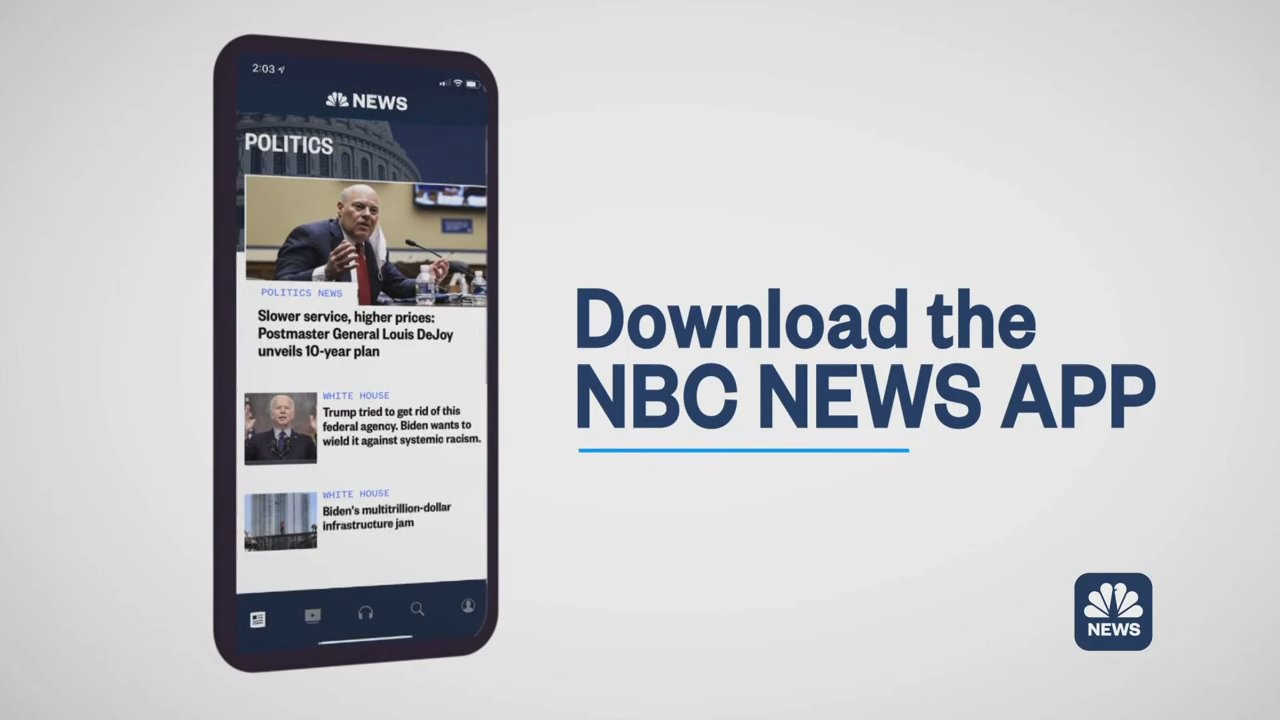 2:03
NEWS
POLITICS
POLITICS NEWS
Slower service, higher prices:
Postmaster General Louis DeJoy
unveils 10-year plan
WHITE HOUSE
Trump tried to get rid of this
federal agency. Biden wants to
wield it against systemic racism.
WHITE HOUSE
Biden's multitrillion-dollar
infrastructure jam
Download the
NBC NEWS APP
NEWS